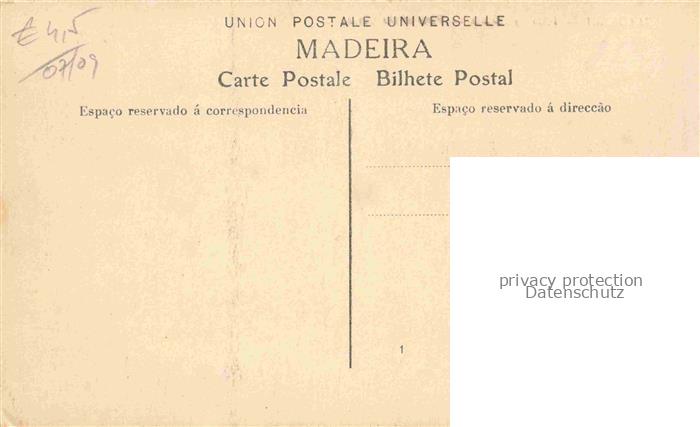 UNION POSTALE UNIVERSELLE
MADEIRA
Carte Postale Bilhete Postal
Espaço reservado á correspondencia
Espaço reservado á direccão
€ 4,5
07/09
1
privacy protection
Datenschutz